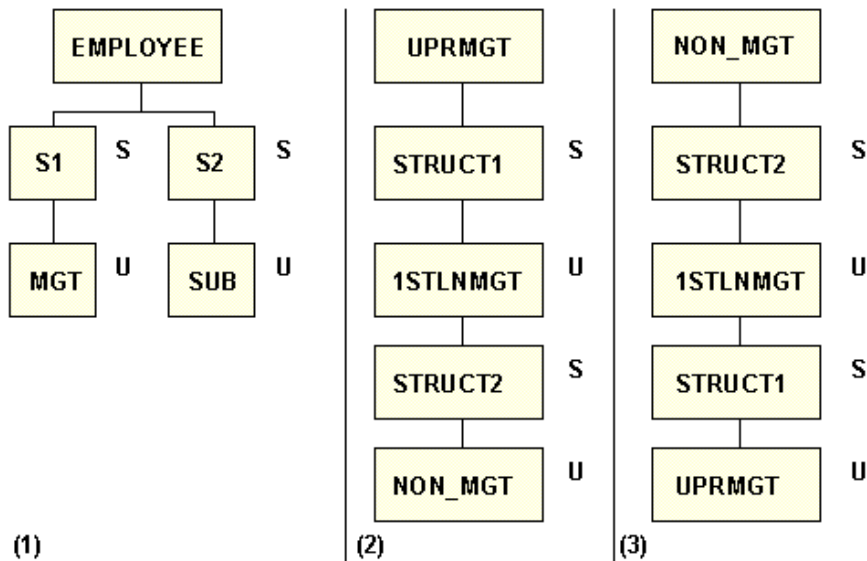 EMPLOYEE
S1 S S2 S
MGT U SUB U
(1)
UPRMGT
STRUCT1 S
1STLNMGT U
STRUCT2 S
NON_MGT U
(2)
NON_MGT
STRUCT2 S
1STLNMGT U
STRUCT1 S
UPRMGT U
(3)